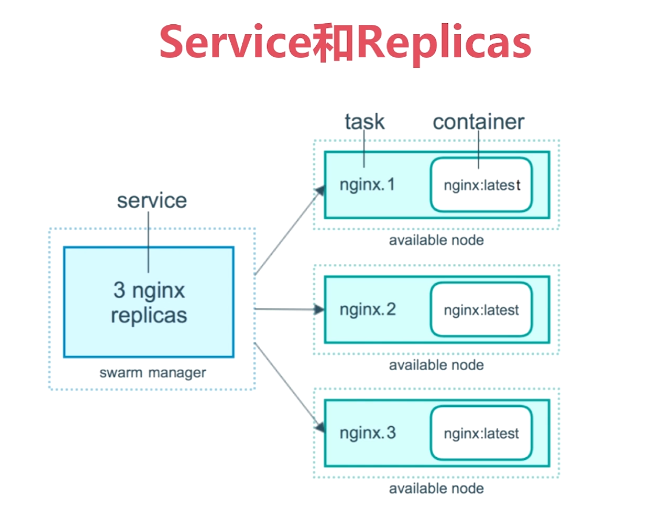 Service和Replicas
task
container
service
3 nginx
replicas
swarm manager
nginx.1
nginx:latest
available node
nginx.2
nginx:latest
available node
nginx.3
nginx:latest
available node